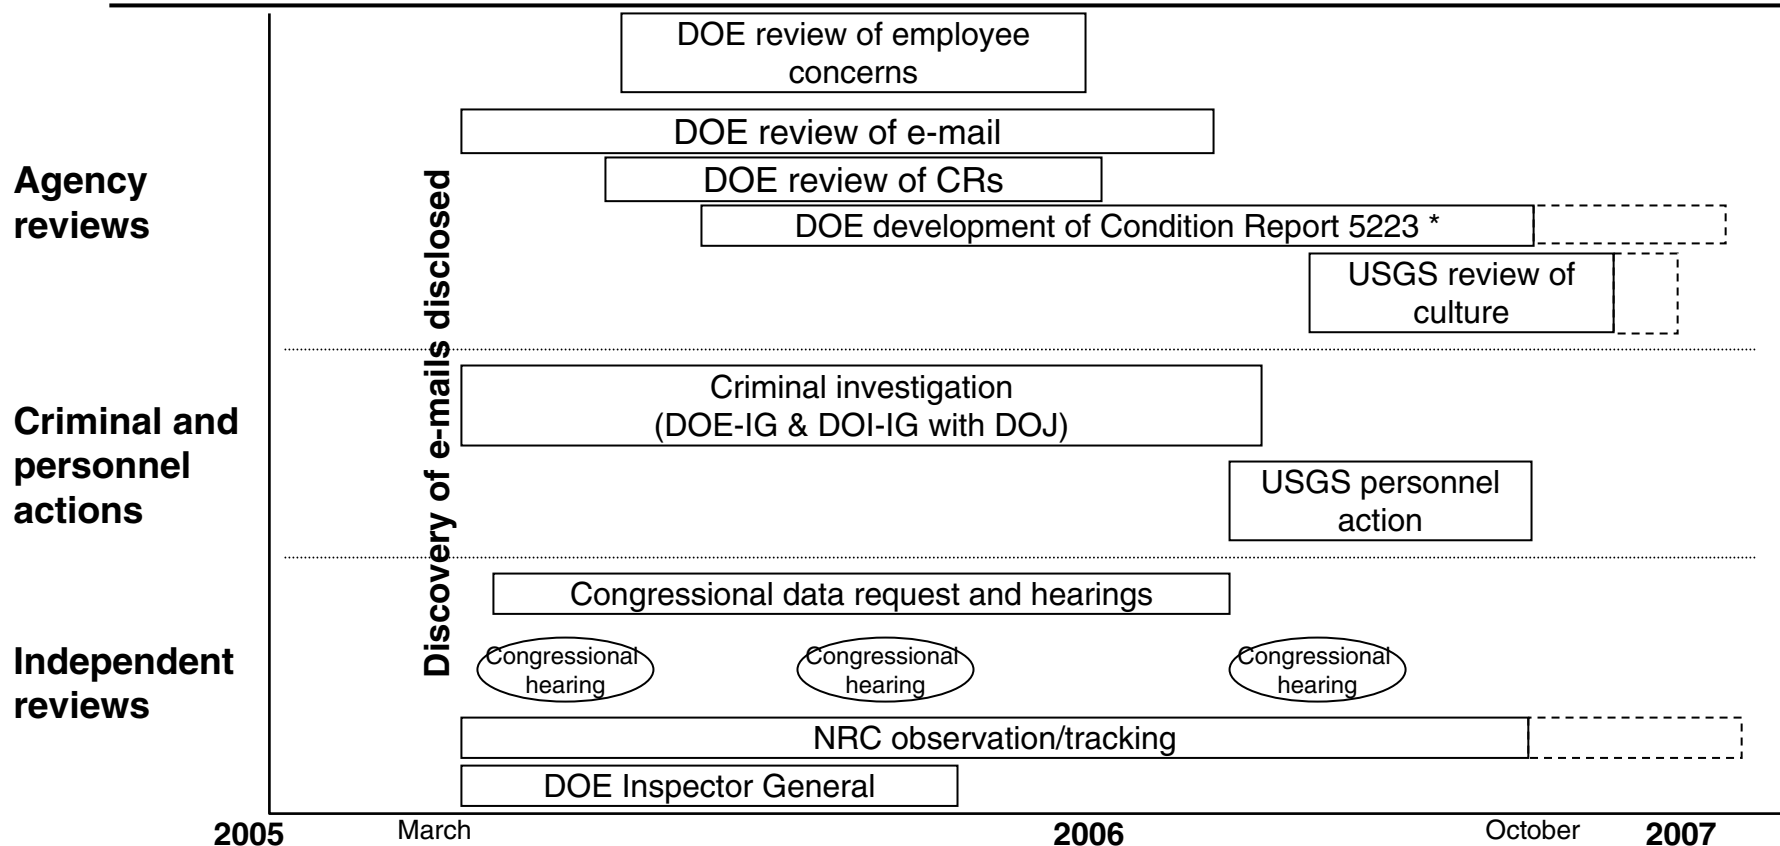 DOE review of employee
concerns
DOE review of e-mail
DOE review of CRs
DOE development of Condition Report 5223 *
USGS review of
culture
Agency
reviews
Discovery of e-mails disclosed
Criminal investigation
(DOE-IG & DOI-IG with DOJ)
USGS personnel
action
Criminal and
personnel
actions
Congressional data request and hearings
Congressional
hearing
Congressional
hearing
Congressional
hearing
NRC observation/tracking
DOE Inspector General
Independent
reviews
2005
March
2006
October
2007